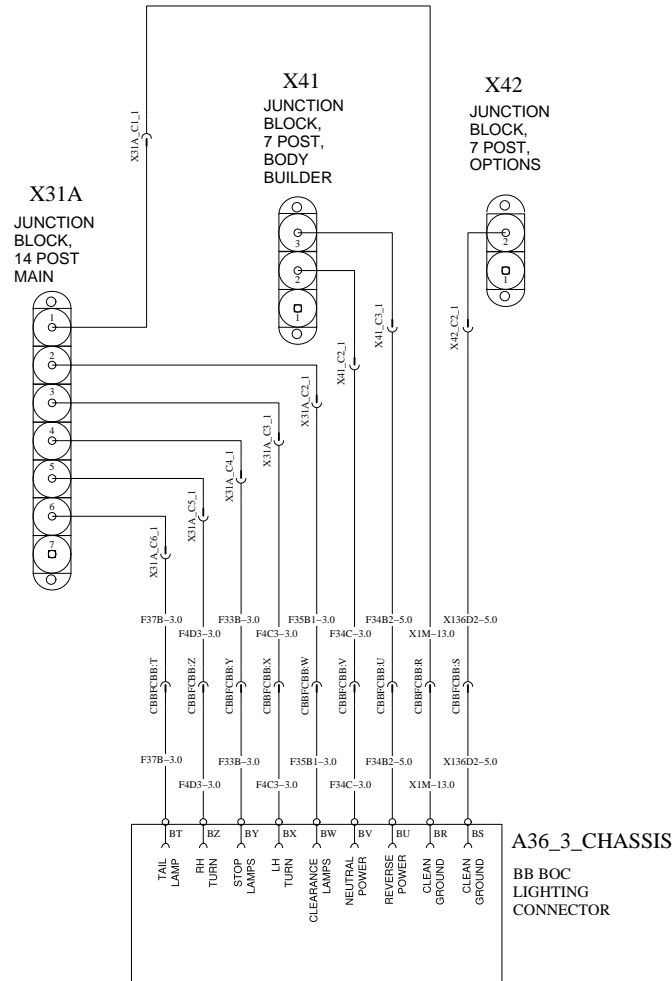 X41
JUNCTION
BLOCK,
7 POST,
BODY
BUILDER
X42
JUNCTION
BLOCK,
7 POST,
OPTIONS
X31A
JUNCTION
BLOCK,
14 POST
MAIN
3
2
1
2
1
1
2
3
4
5
6
7
X31A_C1_1
X41_C3_1
X42_C2_1
X41_C2_1
X31A_C2_1
X31A_C3_1
X31A_C4_1
X31A_C5_1
X31A_C6_1
F37B–3.0
F33B–3.0
F35B1–3.0
F34B2–5.0
X136D2–5.0
F4D3–3.0
F4C3–3.0
F34C–3.0
X1M–13.0
CBBFCBB:T
CBBFCBB:Z
CBBFCBB:Y
CBBFCBB:X
CBBFCBB:W
CBBFCBB:V
CBBFCBB:U
CBBFCBB:R
CBBFCBB:S
F37B–3.0
F33B–3.0
F35B1–3.0
F34B2–5.0
X136D2–5.0
F4D3–3.0
F4C3–3.0
F34C–3.0
X1M–13.0
BT
BZ
BY
BX
BW
BV
BU
BR
BS
TAIL
LAMP
RH
TURN
STOP
LAMPS
LH
TURN
CLEARANCE
LAMPS
NEUTRAL
POWER
REVERSE
POWER
CLEAN
GROUND
CLEAN
GROUND
A36_3_CHASSIS
BB BOC
LIGHTING
CONNECTOR